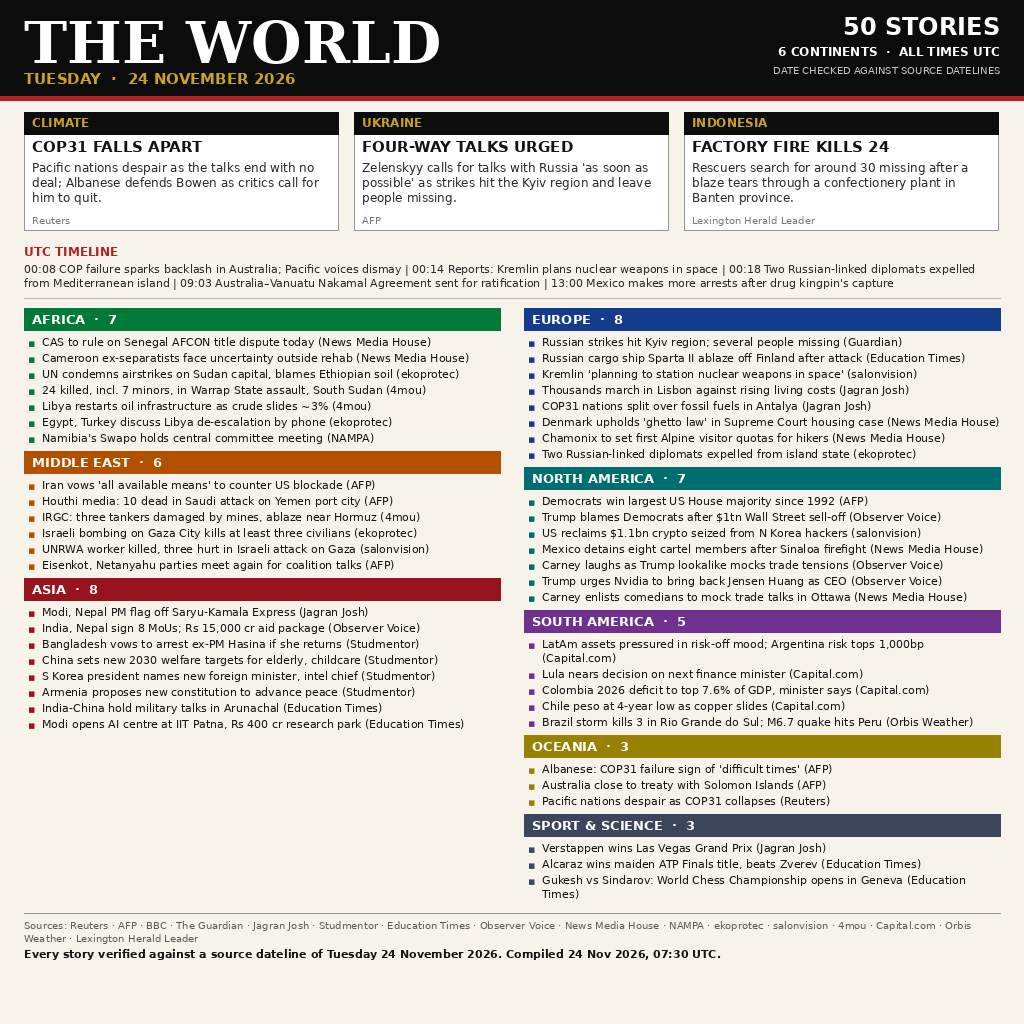 THE WORLD
TUESDAY · 24 NOVEMBER 2026
50 STORIES
6 CONTINENTS · ALL TIMES UTC
DATE CHECKED AGAINST SOURCE DATELINES
CLIMATE
COP31 FALLS APART
Pacific nations despair as the talks end with no
deal; Albanese defends Bowen as critics call for
him to quit.
Reuters
UKRAINE
FOUR-WAY TALKS URGED
Zelenskyy calls for talks with Russia 'as soon as
possible' as strikes hit the Kyiv region and leave
people missing.
AFP
INDONESIA
FACTORY FIRE KILLS 24
Rescuers search for around 30 missing after a
blaze tears through a confectionery plant in
Banten province.
Lexington Herald Leader
UTC TIMELINE
00:08 COP failure sparks backlash in Australia; Pacific voices dismay | 00:14 Reports: Kremlin plans nuclear weapons in space | 00:18 Two Russian-linked diplomats expelled
from Mediterranean island | 09:03 Australia–Vanuatu Nakamal Agreement sent for ratification | 13:00 Mexico makes more arrests after drug kingpin's capture
AFRICA · 7
▪ CAS to rule on Senegal AFCON title dispute today (News Media House)
▪ Cameroon ex-separatists face uncertainty outside rehab (News Media House)
▪ UN condemns airstrikes on Sudan capital, blames Ethiopian soil (ekoprotec)
▪ 24 killed, incl. 7 minors, in Warrap State assault, South Sudan (4mou)
▪ Libya restarts oil infrastructure as crude slides ~3% (4mou)
▪ Egypt, Turkey discuss Libya de-escalation by phone (ekoprotec)
▪ Namibia's Swapo holds central committee meeting (NAMPA)
MIDDLE EAST · 6
▪ Iran vows 'all available means' to counter US blockade (AFP)
▪ Houthi media: 10 dead in Saudi attack on Yemen port city (AFP)
▪ IRGC: three tankers damaged by mines, ablaze near Hormuz (4mou)
▪ Israeli bombing on Gaza City kills at least three civilians (ekoprotec)
▪ UNRWA worker killed, three hurt in Israeli attack on Gaza (salonvision)
▪ Eisenkot, Netanyahu parties meet again for coalition talks (AFP)
ASIA · 8
▪ Modi, Nepal PM flag off Saryu-Kamala Express (Jagran Josh)
▪ India, Nepal sign 8 MoUs; Rs 15,000 cr aid package (Observer Voice)
▪ Bangladesh vows to arrest ex-PM Hasina if she returns (Studmentor)
▪ China sets new 2030 welfare targets for elderly, childcare (Studmentor)
▪ S Korea president names new foreign minister, intel chief (Studmentor)
▪ Armenia proposes new constitution to advance peace (Studmentor)
▪ India-China hold military talks in Arunachal (Education Times)
▪ Modi opens AI centre at IIT Patna, Rs 400 cr research park (Education Times)
EUROPE · 8
▪ Russian strikes hit Kyiv region; several people missing (Guardian)
▪ Russian cargo ship Sparta II ablaze off Finland after attack (Education Times)
▪ Kremlin 'planning to station nuclear weapons in space' (salonvision)
▪ Thousands march in Lisbon against rising living costs (Jagran Josh)
▪ COP31 nations split over fossil fuels in Antalya (Jagran Josh)
▪ Denmark upholds 'ghetto law' in Supreme Court housing case (News Media House)
▪ Chamonix to set first Alpine visitor quotas for hikers (News Media House)
▪ Two Russian-linked diplomats expelled from island state (ekoprotec)
NORTH AMERICA · 7
▪ Democrats win largest US House majority since 1992 (AFP)
▪ Trump blames Democrats after $1tn Wall Street sell-off (Observer Voice)
▪ US reclaims $1.1bn crypto seized from N Korea hackers (salonvision)
▪ Mexico detains eight cartel members after Sinaloa firefight (News Media House)
▪ Carney laughs as Trump lookalike mocks trade tensions (Observer Voice)
▪ Trump urges Nvidia to bring back Jensen Huang as CEO (Observer Voice)
▪ Carney enlists comedians to mock trade talks in Ottawa (News Media House)
SOUTH AMERICA · 5
▪ LatAm assets pressured in risk-off mood; Argentina risk tops 1,000bp
(Capital.com)
▪ Lula nears decision on next finance minister (Capital.com)
▪ Colombia 2026 deficit to top 7.6% of GDP, minister says (Capital.com)
▪ Chile peso at 4-year low as copper slides (Capital.com)
▪ Brazil storm kills 3 in Rio Grande do Sul; M6.7 quake hits Peru (Orbis Weather)
OCEANIA · 3
▪ Albanese: COP31 failure sign of 'difficult times' (AFP)
▪ Australia close to treaty with Solomon Islands (AFP)
▪ Pacific nations despair as COP31 collapses (Reuters)
SPORT & SCIENCE · 3
▪ Verstappen wins Las Vegas Grand Prix (Jagran Josh)
▪ Alcaraz wins maiden ATP Finals title, beats Zverev (Education Times)
▪ Gukesh vs Sindarov: World Chess Championship opens in Geneva (Education
Times)
Sources: Reuters · AFP · BBC · The Guardian · Jagran Josh · Studmentor · Education Times · Observer Voice · News Media House · NAMPA · ekoprotec · salonvision · 4mou · Capital.com · Orbis
Weather · Lexington Herald Leader
Every story verified against a source dateline of Tuesday 24 November 2026. Compiled 24 Nov 2026, 07:30 UTC.